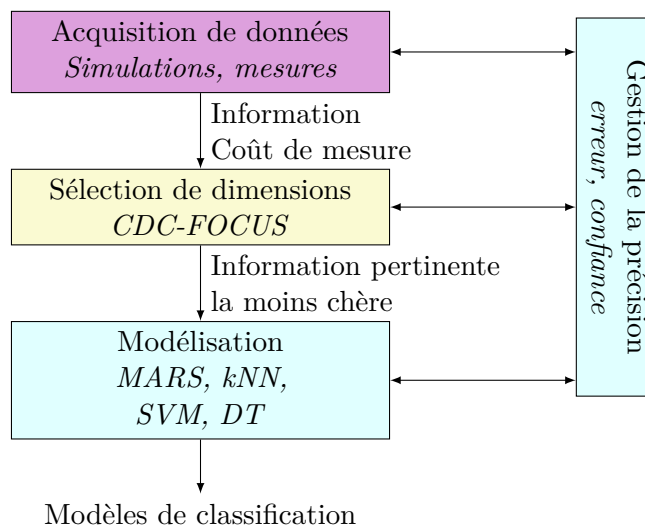 Acquisition de données
Simulations, mesures
Information
Coût de mesure
Sélection de dimensions
CDC-FOCUS
Information pertinente
la moins chère
Modélisation
MARS, kNN,
SVM, DT
Modèles de classification
Gestion de la précision
erreur, confiance